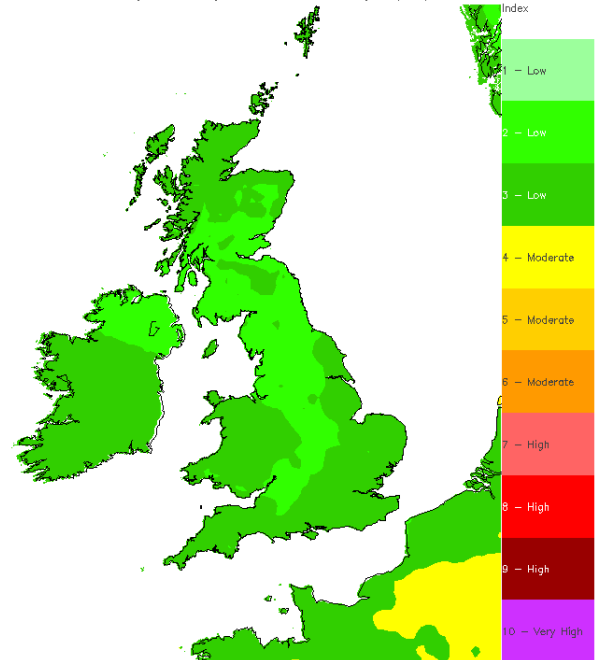 Index
1 – Low
2 – Low
3 – Low
4 – Moderate
5 – Moderate
6 – Moderate
7 – High
8 – High
9 – High
10 – Very High